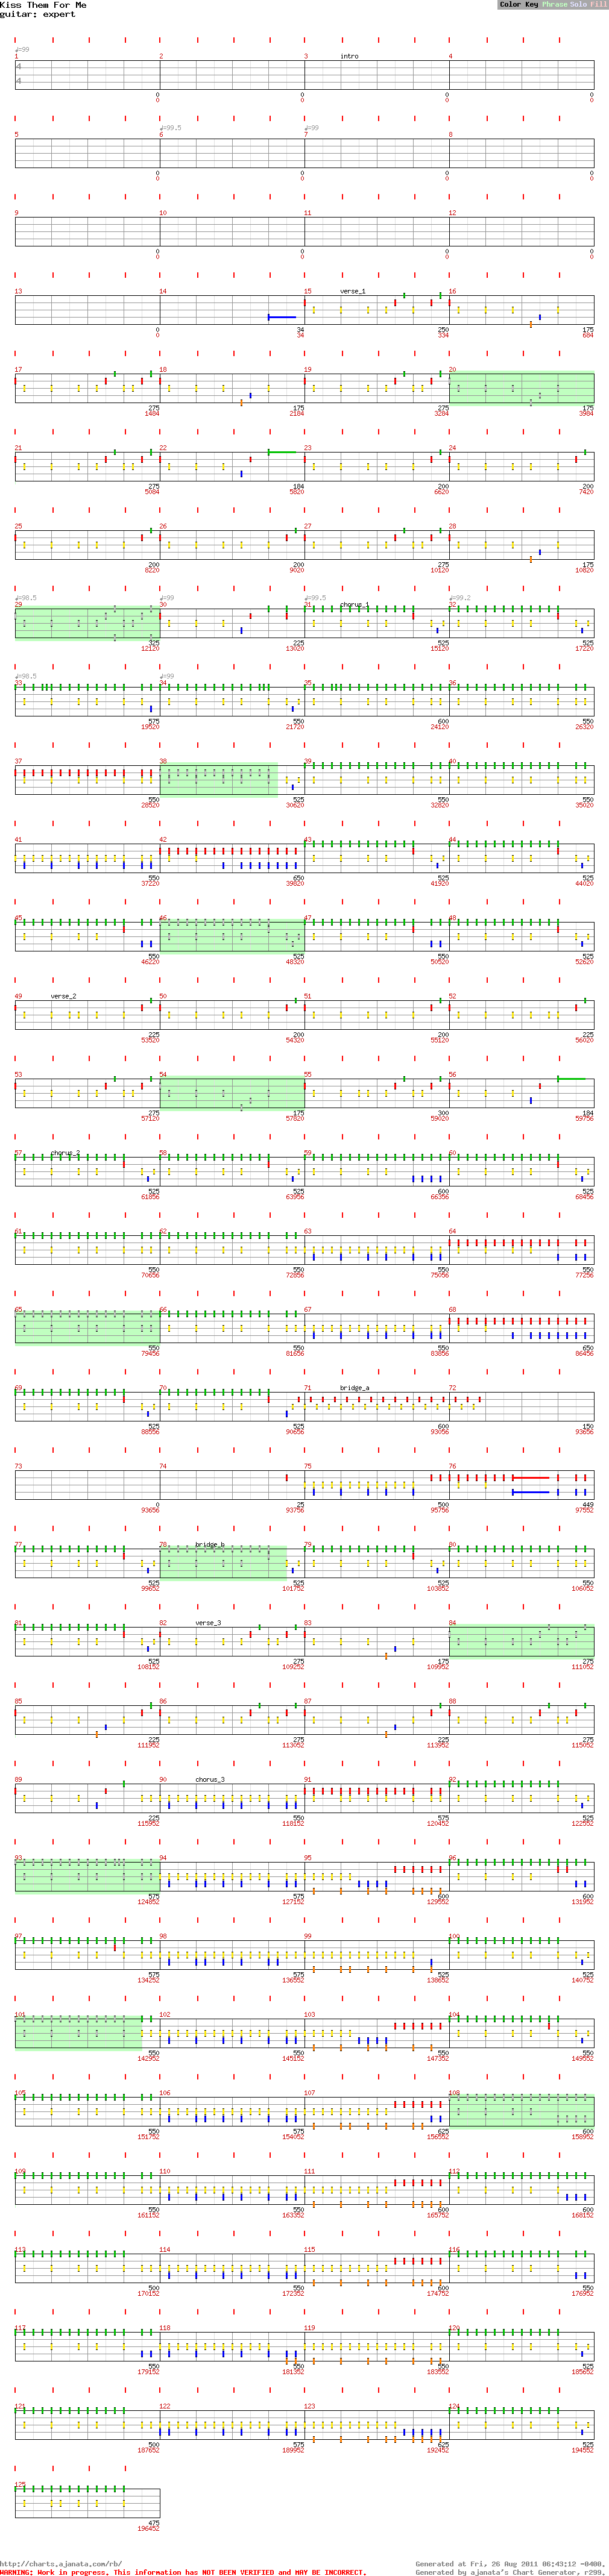 Kiss Them For Me
guitar: expert
Color Key Phrase Solo Fill
♩=99
1 2 3 intro 4
4
4
0 0 0 0
0 0 0 0
♩=99.5 ♩=99
5 6 7 8
0 0 0 0
0 0 0 0
9 10 11 12
0 0 0 0
0 0 0 0
13 14 15 verse_1 16
0 34 250 175
0 34 334 684
17 18 19 20
275 175 275 175
1484 2184 3284 3984
21 22 23 24
275 184 200 200
5084 5820 6620 7420
25 26 27 28
200 200 275 175
8220 9020 10120 10820
♩=98.5 ♩=99 ♩=99.5 ♩=99.2
29 30 31 chorus_1 32
325 225 525 525
12120 13020 15120 17220
♩=98.5 ♩=99
33 34 35 36
575 550 600 550
19520 21720 24120 26320
37 38 39 40
550 525 550 550
28520 30620 32820 35020
41 42 43 44
550 650 525 525
37220 39820 41920 44020
45 46 47 48
550 525 550 525
46220 48320 50520 52620
49 verse_2 50 51 52
225 200 200 225
53520 54320 55120 56020
53 54 55 56
275 175 300 184
57120 57820 59020 59756
57 chorus_2 58 59 60
525 525 600 525
61856 63956 66356 68456
61 62 63 64
550 550 550 550
70656 72856 75056 77256
65 66 67 68
550 550 550 650
79456 81656 83856 86456
69 70 71 bridge_a 72
525 525 600 150
88556 90656 93056 93656
73 74 75 76
0 25 500 449
93656 93756 95756 97552
77 78 bridge_b 79 80
525 525 525 550
99652 101752 103852 106052
81 82 verse_3 83 84
525 275 175 275
108152 109252 109952 111052
85 86 87 88
225 275 225 275
111952 113052 113952 115052
89 90 chorus_3 91 92
225 550 575 525
115952 118152 120452 122552
93 94 95 96
575 575 600 600
124852 127152 129552 131952
97 98 99 100
575 575 525 525
134252 136552 138652 140752
101 102 103 104
550 550 550 550
142952 145152 147352 149552
105 106 107 108
550 575 625 600
151752 154052 156552 158952
109 110 111 112
550 550 600 600
161152 163352 165752 168152
113 114 115 116
500 550 600 550
170152 172352 174752 176952
117 118 119 120
550 550 550 525
179152 181352 183552 185652
121 122 123 124
500 575 625 525
187652 189952 192452 194552
125
475
196452
http://charts.ajanata.com/rb/ Generated at Fri, 26 Aug 2011 06:43:12 -0400.
WARNING: Work in progress. This information has NOT BEEN VERIFIED and MAY BE INCORRECT. Generated by ajanata's Chart Generator, r299.